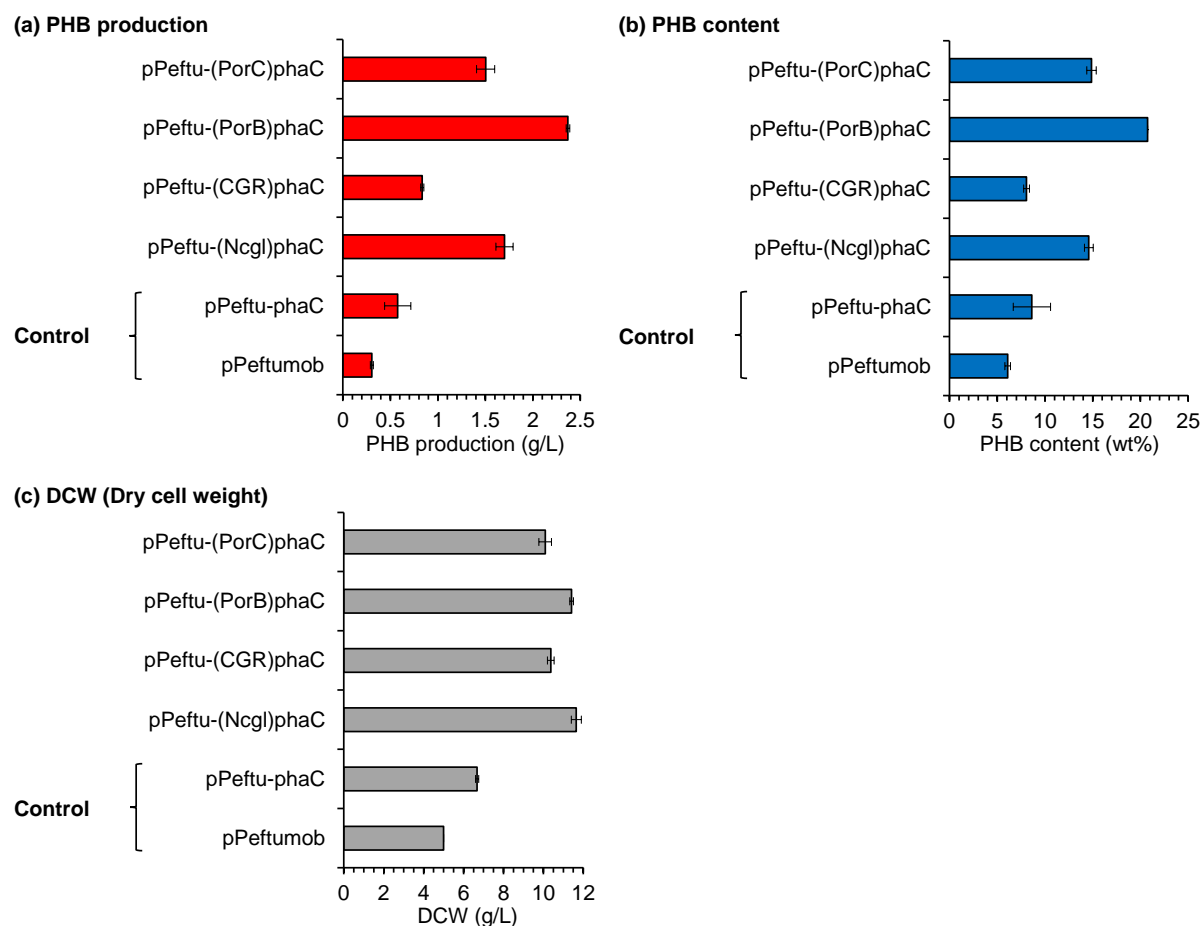 (a) PHB production
pPeftu-(PorC)phaC
pPeftu-(PorB)phaC
pPeftu-(CGR)phaC
pPeftu-(Ncgl)phaC
pPeftu-phaC
Control
pPeftumob
0 0.5 1 1.5 2 2.5
PHB production (g/L)
(b) PHB content
pPeftu-(PorC)phaC
pPeftu-(PorB)phaC
pPeftu-(CGR)phaC
pPeftu-(Ncgl)phaC
pPeftu-phaC
Control
pPeftumob
0 5 10 15 20 25
PHB content (wt%)
(c) DCW (Dry cell weight)
pPeftu-(PorC)phaC
pPeftu-(PorB)phaC
pPeftu-(CGR)phaC
pPeftu-(Ncgl)phaC
pPeftu-phaC
Control
pPeftumob
0 2 4 6 8 10 12
DCW (g/L)